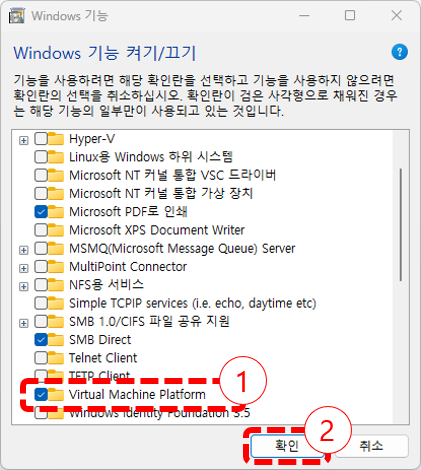 Windows 기능
Windows 기능 켜기/끄기
?
기능을 사용하려면 해당 확인란을 선택하고 기능을 사용하지 않으려면
확인란의 선택을 취소하십시오. 확인란이 검은 사각형으로 채워진 경우
는 해당 기능의 일부만이 사용되고 있는 것입니다.
Hyper-V
Linux용 Windows 하위 시스템
Microsoft NT 커널 통합 VSC 드라이버
Microsoft NT 커널 통합 가상 장치
Microsoft PDF로 인쇄
Microsoft XPS Document Writer
MSMQ(Microsoft Message Queue) Server
MultiPoint Connector
NFS용 서비스
Simple TCPIP services (i.e. echo, daytime etc)
SMB 1.0/CIFS 파일 공유 지원
SMB Direct
Telnet Client
TFTP Client
1
Virtual Machine Platform
Windows Identity Foundation 3.5
2
확인
취소